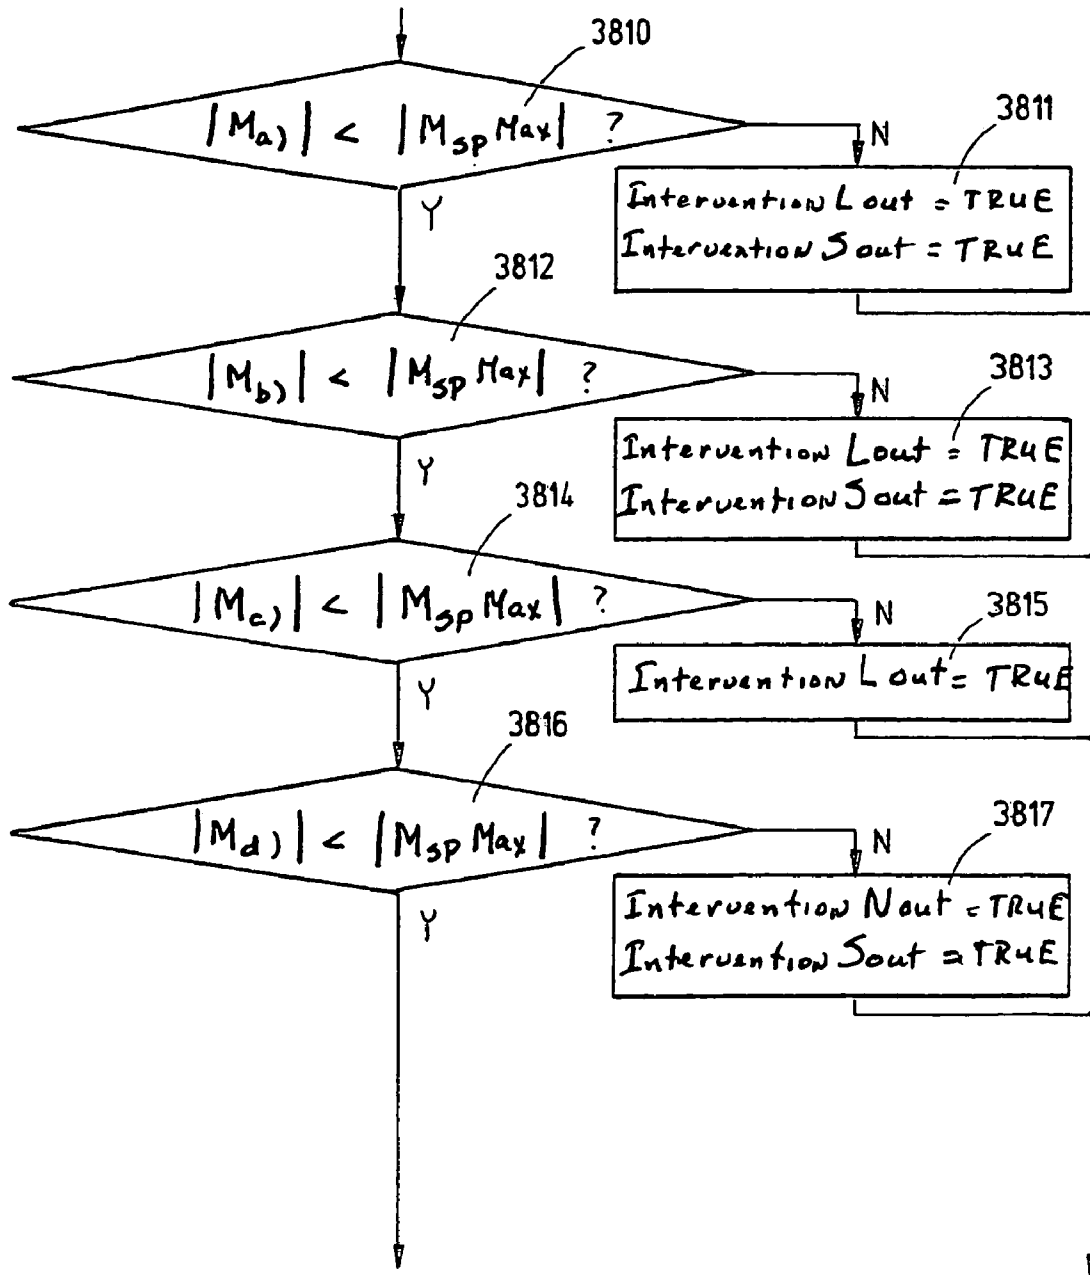 3810
|Ma)| < |Msp Max| ?
N
3811
Intervention Lout = TRUE
Intervention Sout = TRUE
Y
3812
|Mb)| < |Msp Max| ?
N
3813
Intervention Lout = TRUE
Intervention Sout = TRUE
Y
3814
|Mc)| < |Msp Max| ?
N
3815
Intervention Lout = TRUE
Y
3816
|Md)| < |Msp Max| ?
N
3817
Intervention Nout = TRUE
Intervention Sout = TRUE
Y